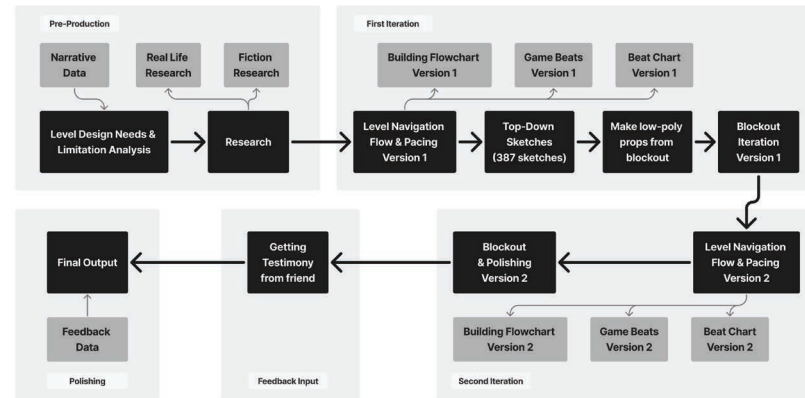 Pre-Production
Narrative
Data
Real Life
Research
Fiction
Research
Level Design Needs &
Limitation Analysis
Research
First Iteration
Building Flowchart
Version 1
Game Beats
Version 1
Beat Chart
Version 1
Level Navigation
Flow & Pacing
Version 1
Top-Down
Sketches
(387 sketches)
Make low-poly
props from
blockout
Blockout
Iteration
Version 1
Level Navigation
Flow & Pacing
Version 2
Blockout
& Polishing
Version 2
Building Flowchart
Version 2
Game Beats
Version 2
Beat Chart
Version 2
Second Iteration
Getting
Testimony
from friend
Feedback Input
Final Output
Feedback
Data
Polishing